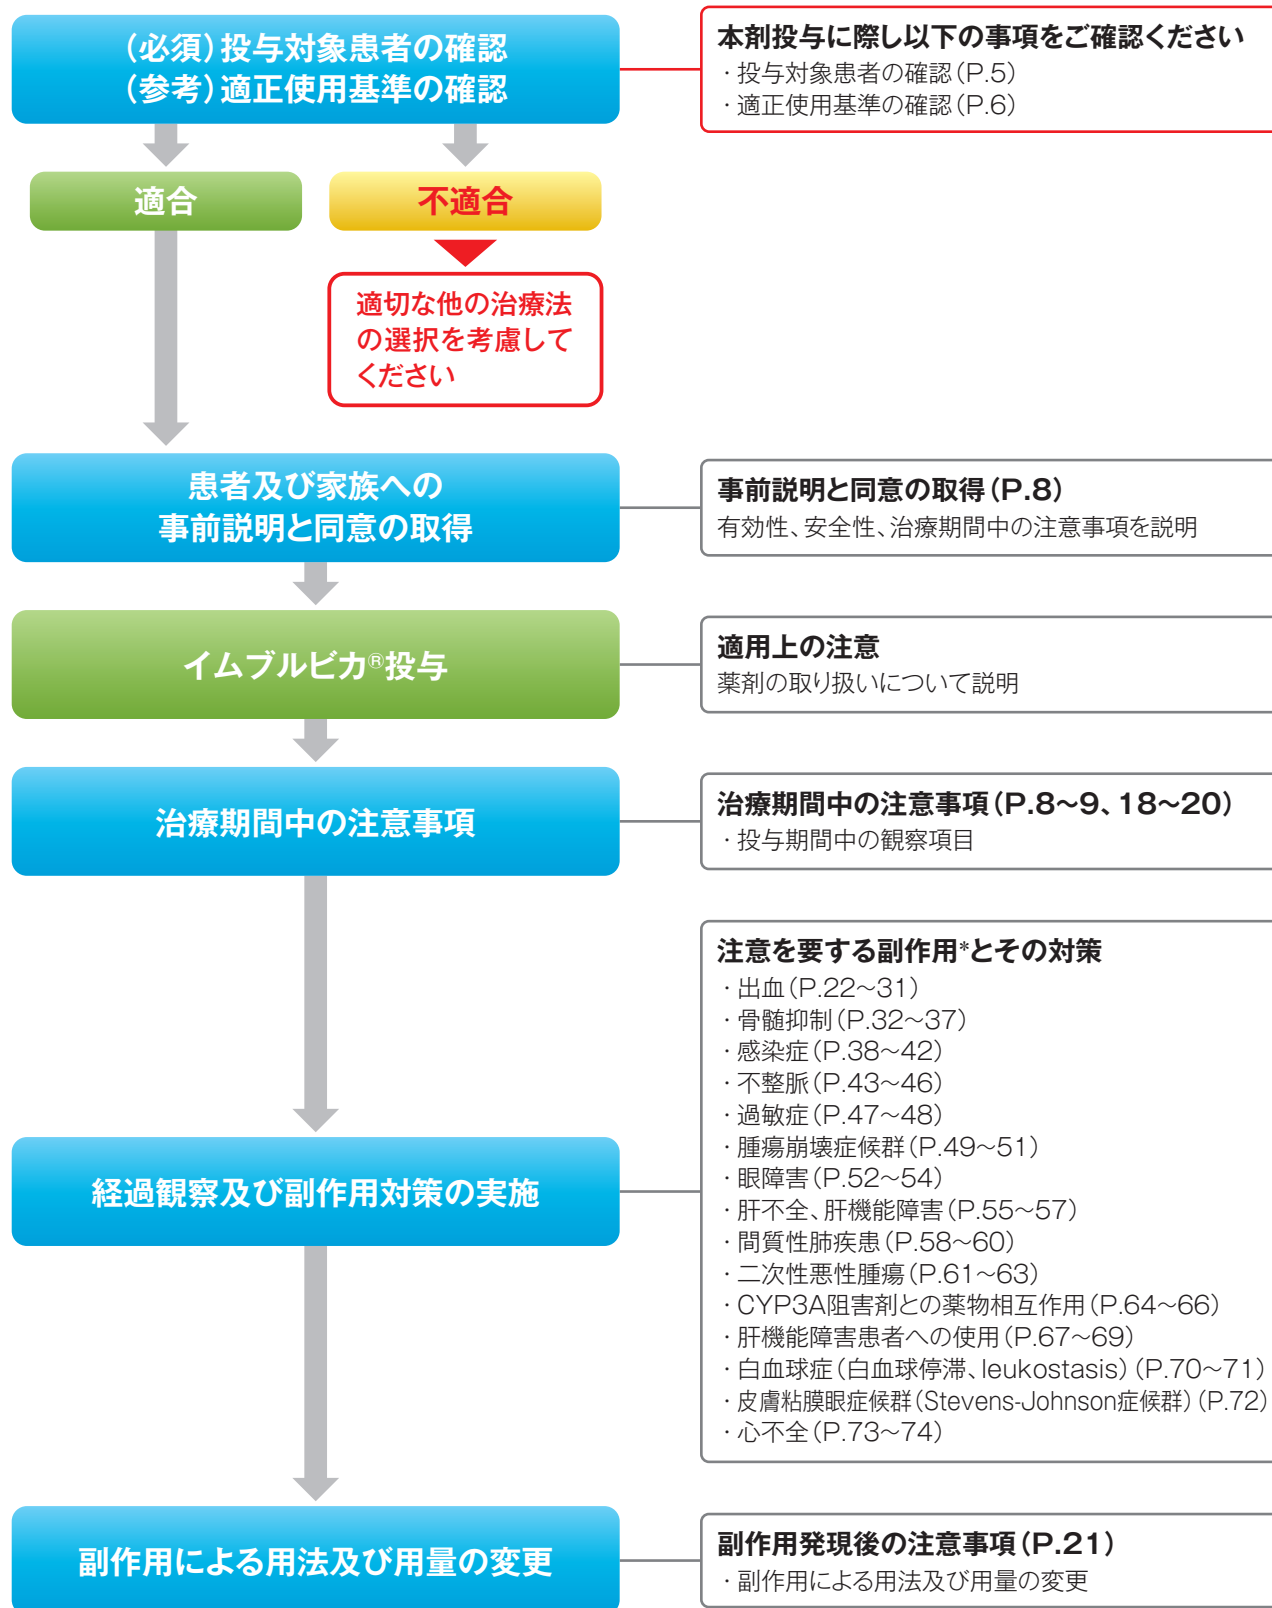 (必須)投与対象患者の確認
(参考)適正使用基準の確認
本剤投与に際し以下の事項をご確認ください
・投与対象患者の確認(P.5)
・適正使用基準の確認(P.6)
適合
不適合
適切な他の治療法
の選択を考慮して
ください
患者及び家族への
事前説明と同意の取得
事前説明と同意の取得(P.8)
有効性、安全性、治療期間中の注意事項を説明
イムブルビカ®投与
適用上の注意
薬剤の取り扱いについて説明
治療期間中の注意事項
治療期間中の注意事項(P.8〜9、18〜20)
・投与期間中の観察項目
経過観察及び副作用対策の実施
注意を要する副作用*とその対策
・出血(P.22〜31)
・骨髄抑制(P.32〜37)
・感染症(P.38〜42)
・不整脈(P.43〜46)
・過敏症(P.47〜48)
・腫瘍崩壊症候群(P.49〜51)
・眼障害(P.52〜54)
・肝不全、肝機能障害(P.55〜57)
・間質性肺疾患(P.58〜60)
・二次性悪性腫瘍(P.61〜63)
・CYP3A阻害剤との薬物相互作用(P.64〜66)
・肝機能障害患者への使用(P.67〜69)
・白血球症(白血球停滞、leukostasis)(P.70〜71)
・皮膚粘膜眼症候群(Stevens-Johnson症候群)(P.72)
・心不全(P.73〜74)
副作用による用法及び用量の変更
副作用発現後の注意事項(P.21)
・副作用による用法及び用量の変更